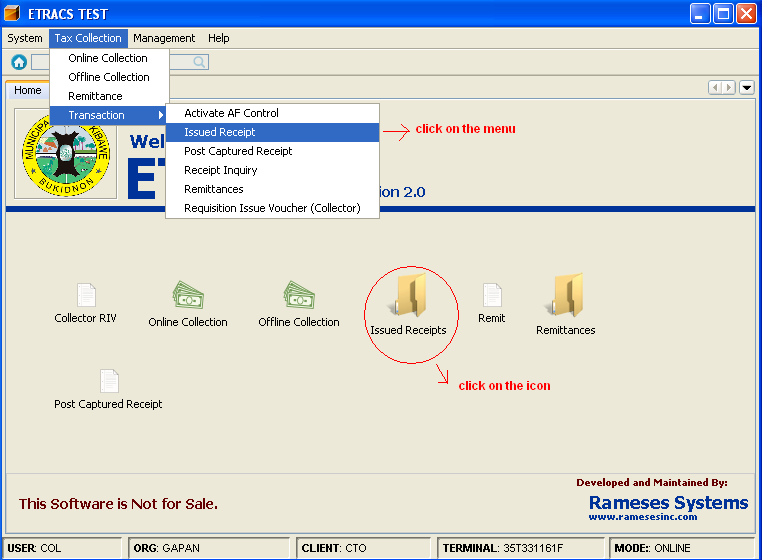 ETRACS TEST
System Tax Collection Management Help
Online Collection
Offline Collection
Home
Remittance
Transaction
Activate AF Control
Issued Receipt
click on the menu
Post Captured Receipt
Receipt Inquiry
Remittances
Requisition Issue Voucher (Collector)
KIBAWE
BUKIDNON
Wel
ET
ion 2.0
Collector RIV
Online Collection
Offline Collection
Issued Receipts
Remit
Remittances
click on the icon
Post Captured Receipt
This Software is Not for Sale.
Developed and Maintained By:
Rameses Systems
www.ramesesinc.com
USER: COL
ORG: GAPAN
CLIENT: CTO
TERMINAL: 35T331161F
MODE:: ONLINE